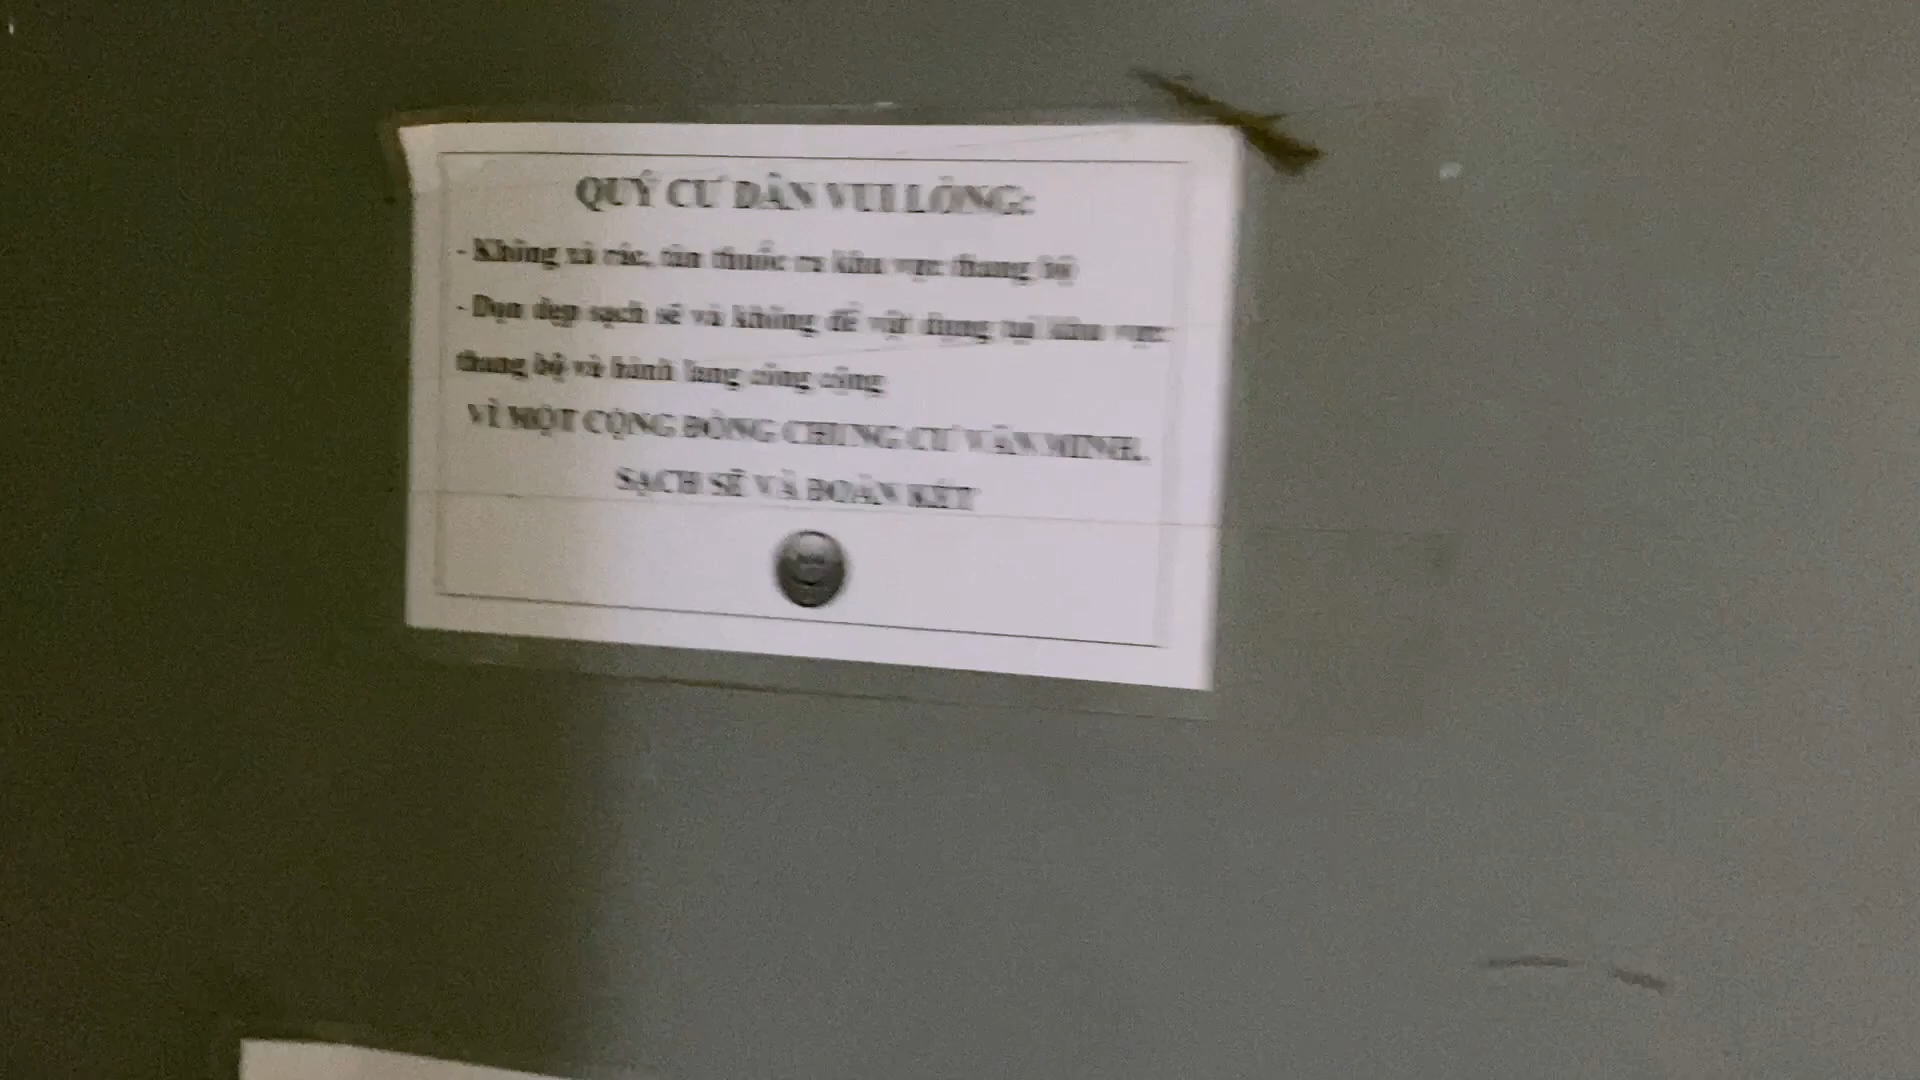 QUÝ CƯ DÂN VUI LÒNG:
- Không xả rác, tàn thuốc ra khu vực thang bộ
- Dọn dẹp sạch sẽ và không để vật dụng tại khu vực
thang bộ và hành lang công cộng
VÌ MỘT CỘNG ĐỒNG CHUNG CƯ VĂN MINH,
SẠCH SẼ VÀ ĐOÀN KẾT